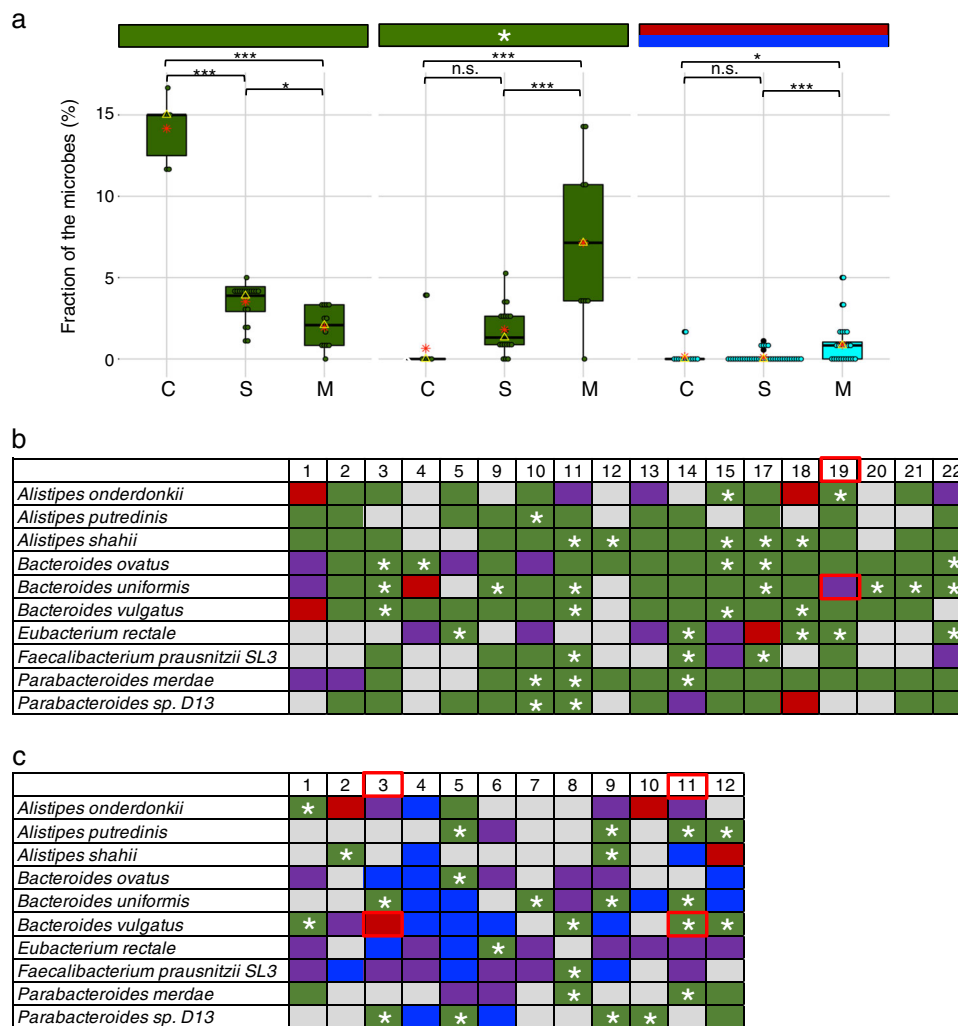 a
*
*** *** *
*** * n.s. *** n.s. ***
Fraction of the microbes (%)
15
10
5
0
C S M C S M C S M
b
1 2 3 4 5 9 10 11 12 13 14 15 17 18 19 20 21 22
Alistipes onderdonkii * *
Alistipes putredinis *
Alistipes shahii * * * * *
Bacteroides ovatus * * * * *
Bacteroides uniformis * * * * * * *
Bacteroides vulgatus * * * *
Eubacterium rectale * * * * *
Faecalibacterium prausnitzii SL3 * * *
Parabacteroides merdae * * *
Parabacteroides sp. D13 * *
c
1 2 3 4 5 6 7 8 9 10 11 12
Alistipes onderdonkii *
Alistipes putredinis * * * *
Alistipes shahii * *
Bacteroides ovatus *
Bacteroides uniformis * * * *
Bacteroides vulgatus * * * *
Eubacterium rectale *
Faecalibacterium prausnitzii SL3 *
Parabacteroides merdae * *
Parabacteroides sp. D13 * * * *